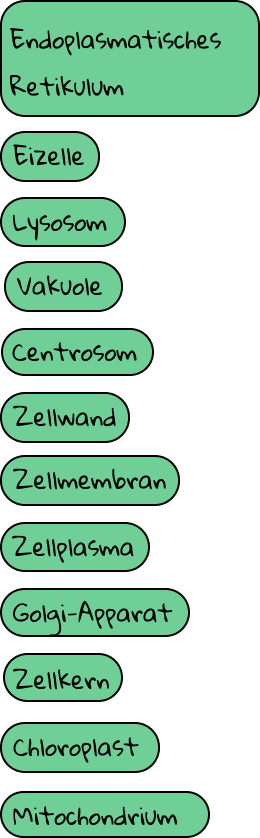 Endoplasmatisches
Retikulum
Eizelle
Lysosom
Vakuole
Centrosom
Zellwand
Zellmembran
Zellplasma
Golgi-Apparat
Zellkern
Chloroplast
Mitochondrium